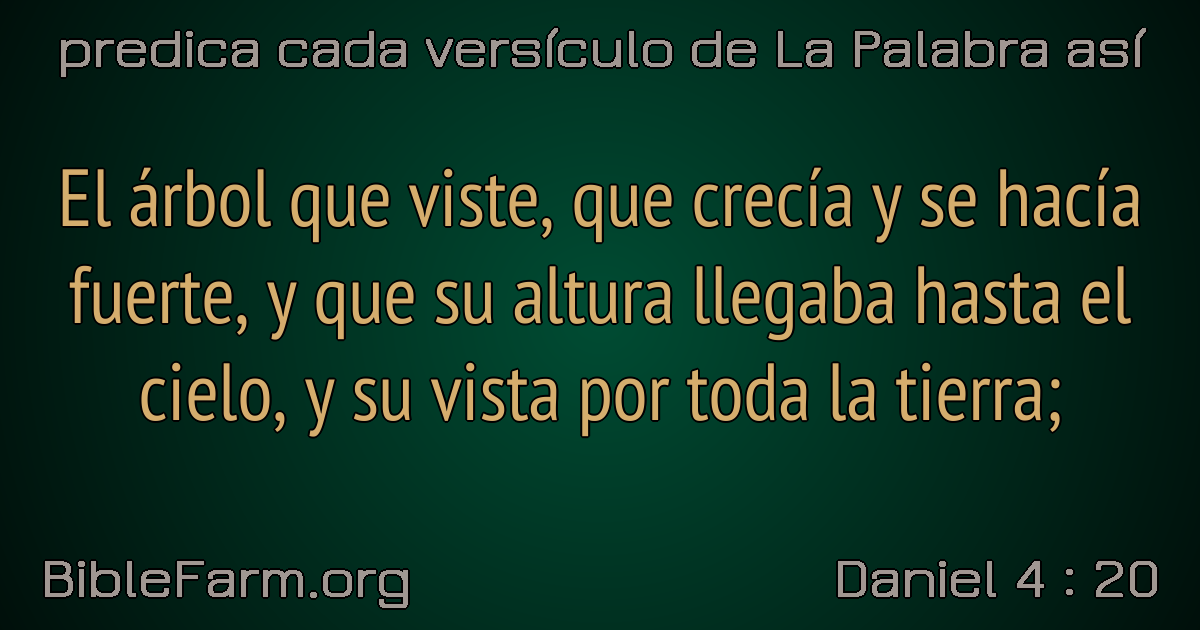 predica cada versículo de La Palabra así
El árbol que viste, que crecía y se hacía
fuerte, y que su altura llegaba hasta el
cielo, y su vista por toda la tierra;
BibleFarm.org
Daniel 4 : 20